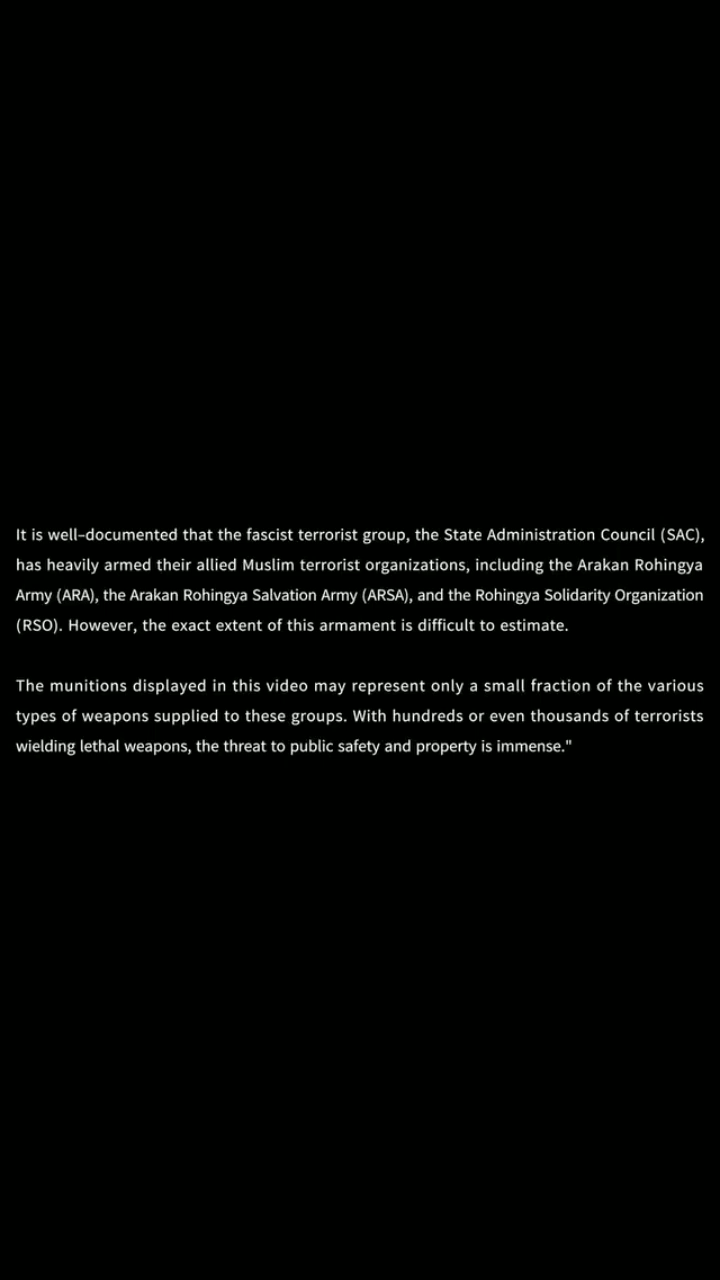 It is well-documented that the fascist terrorist group, the State Administration Council (SAC),
has heavily armed their allied Muslim terrorist organizations, including the Arakan Rohingya
Army (ARA), the Arakan Rohingya Salvation Army (ARSA), and the Rohingya Solidarity Organization
(RSO). However, the exact extent of this armament is difficult to estimate.
The munitions displayed in this video may represent only a small fraction of the various
types of weapons supplied to these groups. With hundreds or even thousands of terrorists
wielding lethal weapons, the threat to public safety and property is immense."